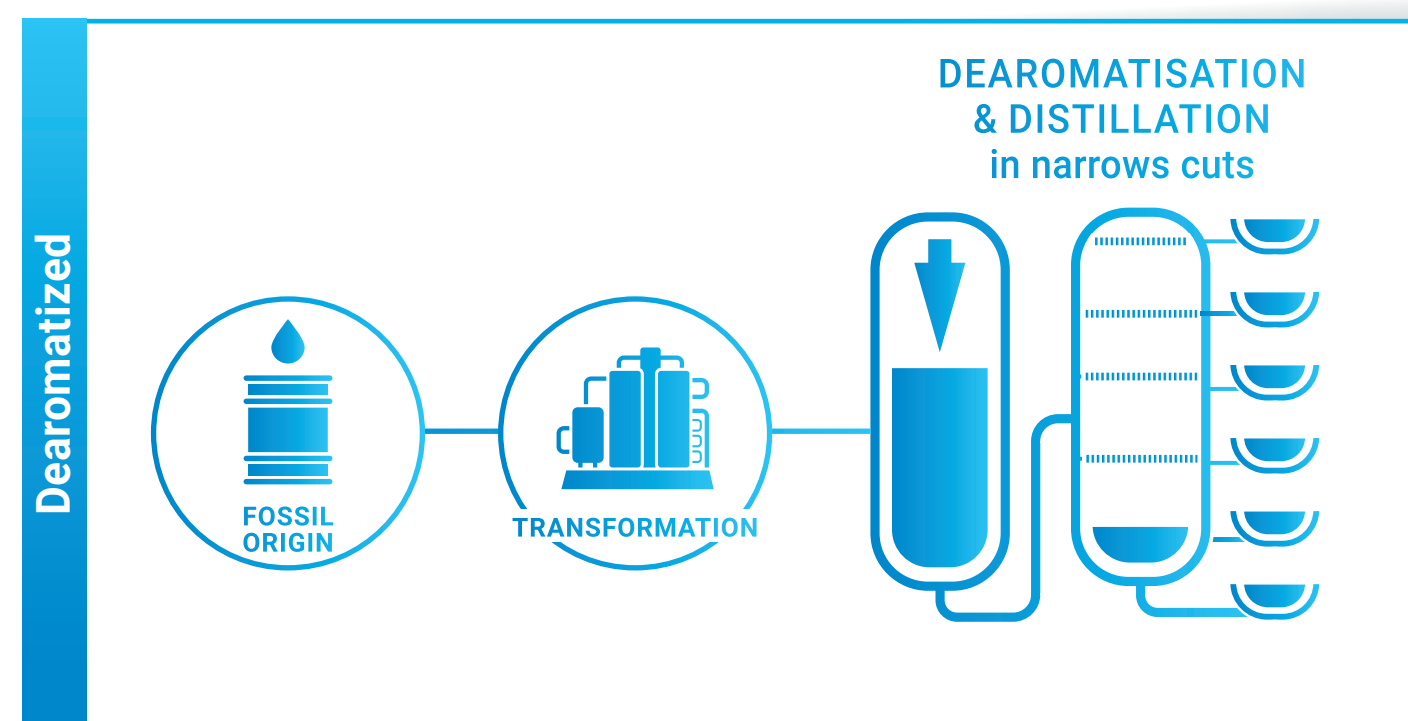 Dearomatized
DEAROMATISATION
& DISTILLATION
in narrows cuts
FOSSIL
ORIGIN
TRANSFORMATION